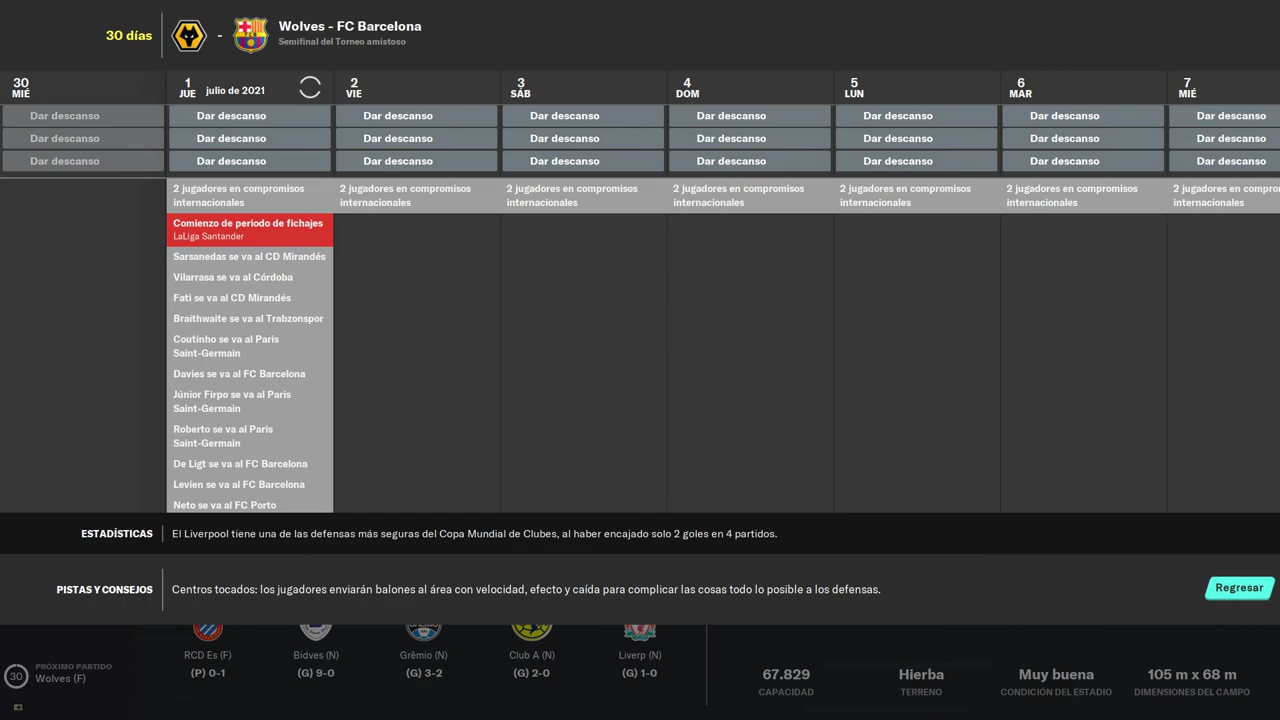 30 días
-
Wolves - FC Barcelona
Semifinal del Torneo amistoso
30
MIÉ
1
JUE julio de 2021
2
VIE
3
SÁB
4
DOM
5
LUN
6
MAR
7
MIÉ
Dar descanso Dar descanso Dar descanso Dar descanso Dar descanso Dar descanso Dar descanso Dar descanso
Dar descanso Dar descanso Dar descanso Dar descanso Dar descanso Dar descanso Dar descanso Dar descanso
Dar descanso Dar descanso Dar descanso Dar descanso Dar descanso Dar descanso Dar descanso Dar descanso
2 jugadores en compromisos 2 jugadores en compromisos 2 jugadores en compromisos 2 jugadores en compromisos 2 jugadores en compromisos 2 jugadores en compromisos 2 jugadores en compro
internacionales internacionales internacionales internacionales internacionales internacionales internacionales
Comienzo de periodo de fichajes
LaLiga Santander
Sarsanedas se va al CD Mirandés
Vilarrasa se va al Córdoba
Fati se va al CD Mirandés
Braithwaite se va al Trabzonspor
Coutinho se va al Paris
Saint-Germain
Davies se va al FC Barcelona
Júnior Firpo se va al Paris
Saint-Germain
Roberto se va al Paris
Saint-Germain
De Ligt se va al FC Barcelona
Levien se va al FC Barcelona
Neto se va al FC Porto
ESTADÍSTICAS El Liverpool tiene una de las defensas más seguras del Copa Mundial de Clubes, al haber encajado solo 2 goles en 4 partidos.
PISTAS Y CONSEJOS Centros tocados: los jugadores enviarán balones al área con velocidad, efecto y caída para complicar las cosas todo lo posible a los defensas.
Regresar
30 PRÓXIMO PARTIDO
Wolves (F)
RCD Es (F) Bidves (N) Grêmio (N) Club A (N) Liverp (N)
(P) 0-1 (G) 9-0 (G) 3-2 (G) 2-0 (G) 1-0
67.829 Hierba Muy buena 105 m x 68 m
CAPACIDAD TERRENO CONDICIÓN DEL ESTADIO DIMENSIONES DEL CAMPO